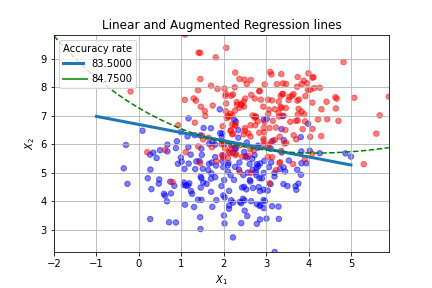 Linear and Augmented Regression lines
Accuracy rate
83.5000
84.7500
9
8
7
6
5
4
3
X2
-2 -1 0 1 2 3 4 5
X1